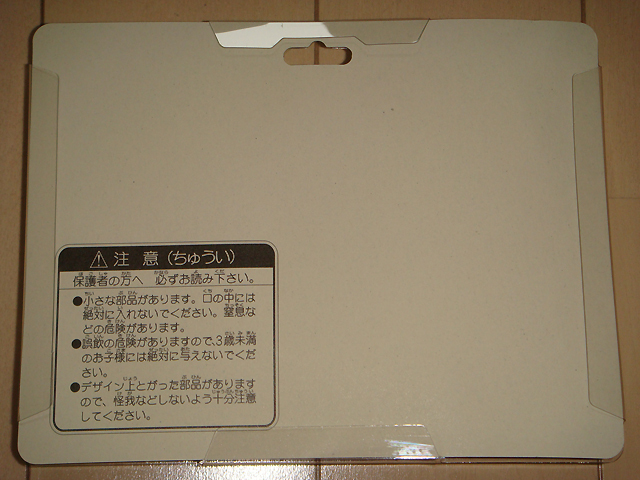 注意(ちゅうい)
保護者の方へ 必ずお読み下さい。
●小さな部品があります。口の中には
絶対に入れないでください。窒息な
どの危険があります。
●誤飲の危険がありますので、3歳未満
のお子様には絶対に与えないでくだ
さい。
●デザイン上とがった部品があります
ので、怪我などしないよう十分注意
してください。